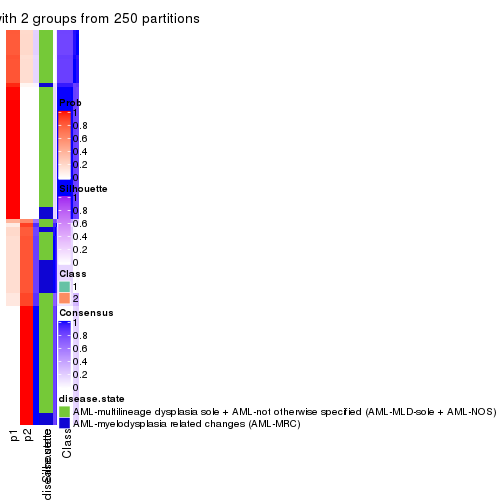 with 2 groups from 250 partitions
Prob
1
0.8
0.6
0.4
0.2
0
Silhouette
1
0.8
0.6
0.4
0.2
0
Class
1
2
Consensus
1
0.8
0.6
0.4
0.2
0
disease.state
AML-multilineage dysplasia sole + AML-not otherwise specified (AML-MLD-sole + AML-NOS)
AML-myelodysplasia related changes (AML-MRC)
p1
p2
Silhouette
disease.state
Class